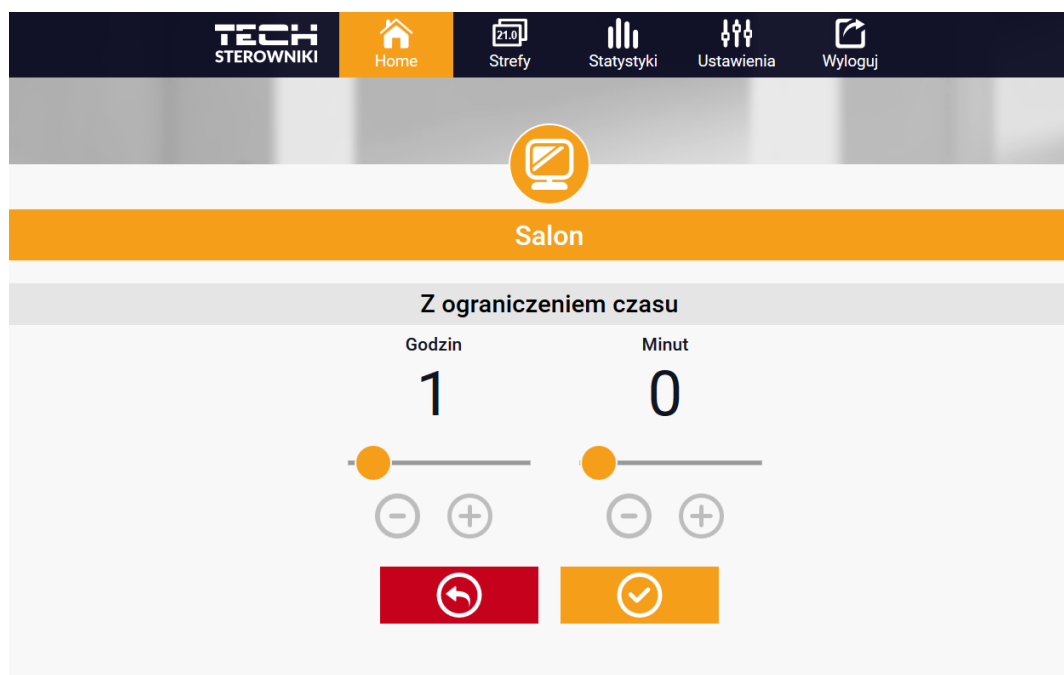 TECH
STEROWNIKI
Home
21.0
Strefy
Statystyki
Ustawienia
Wyloguj
Salon
Z ograniczeniem czasu
Godzin Minut
1 0